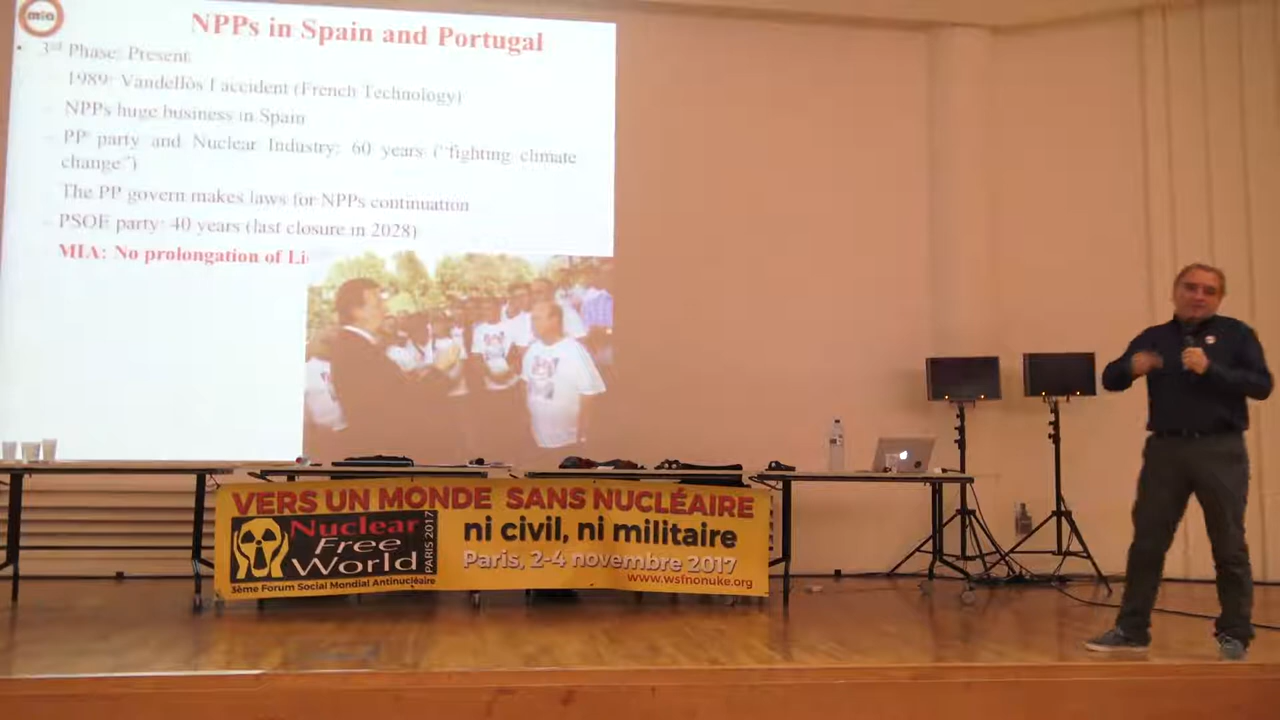 mia
NPPs in Spain and Portugal
• 3rd Phase: Present
– 1989: Vandellòs I accident (French Technology)
– NPPs huge business in Spain
– PP party and Nuclear Industry: 60 years ("fighting climate
change")
The PP govern makes laws for NPPs continuation
– PSOE party: 40 years (last closure in 2028)
MIA: No prolongation of Li
VERS UN MONDE SANS NUCLÉAIRE
ni civil, ni militaire
Paris, 2-4 novembre 2017
www.wsfnonuke.org
Nuclear
Free
World
PARIS 2017
3ème Forum Social Mondial Antinucléaire